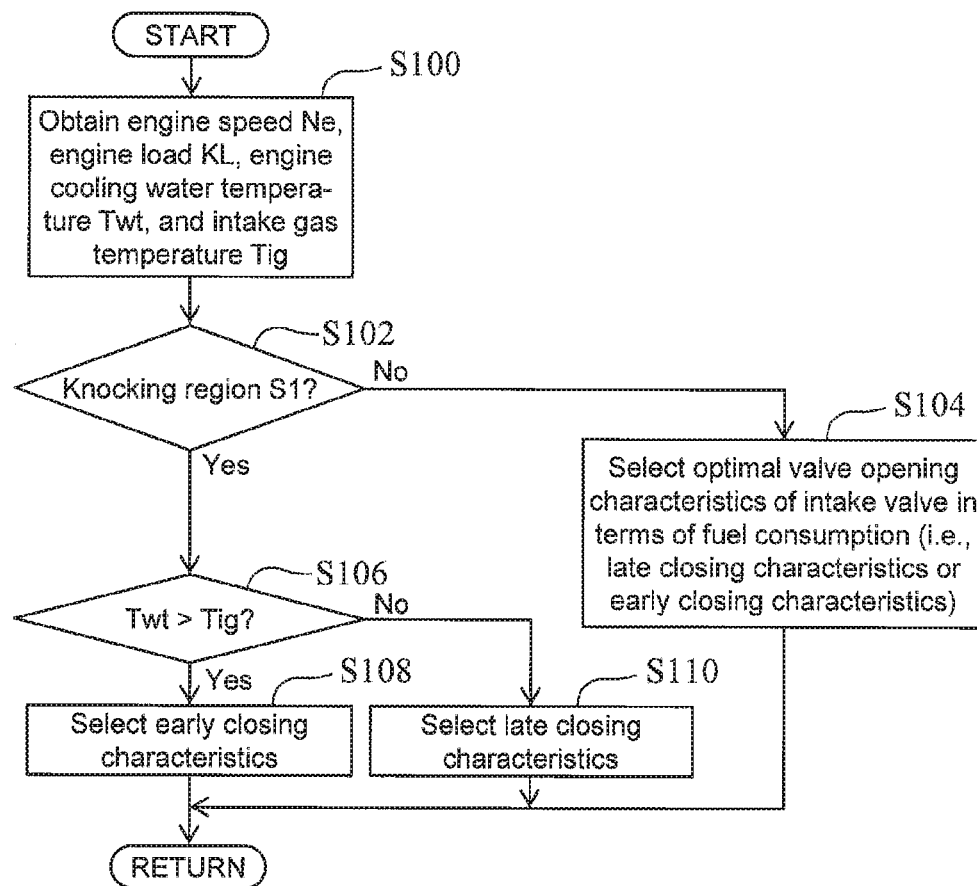 START
S100
Obtain engine speed Ne,
engine load KL, engine
cooling water tempera-
ture Twt, and intake gas
temperature Tig
S102
Knocking region S1?
No
Yes
S104
Select optimal valve opening
characteristics of intake valve in
terms of fuel consumption (i.e.,
late closing characteristics or
early closing characteristics)
S106
Twt > Tig?
No
Yes
S108
Select early closing
characteristics
S110
Select late closing
characteristics
RETURN